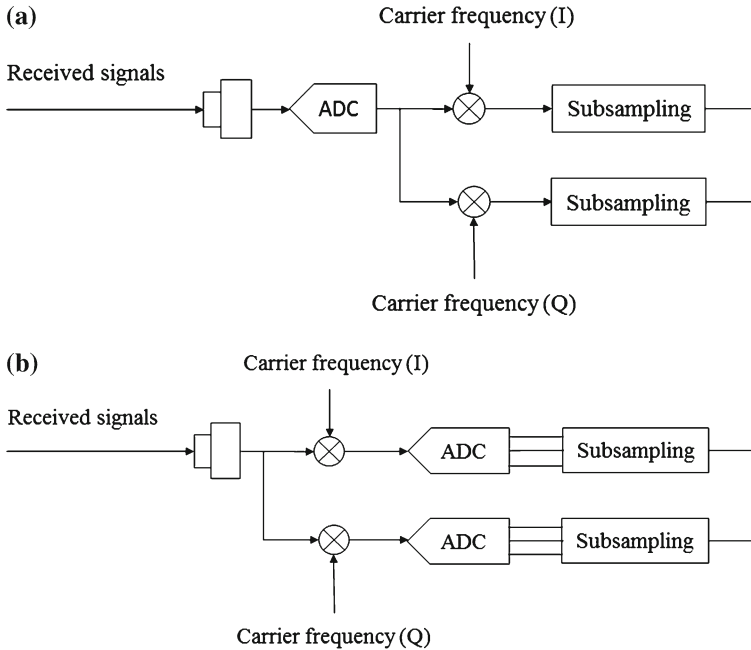 (a)
Carrier frequency (I)
Received signals
ADC
Subsampling
Subsampling
Carrier frequency (Q)
(b)
Carrier frequency (I)
Received signals
ADC
Subsampling
ADC
Subsampling
Carrier frequency (Q)